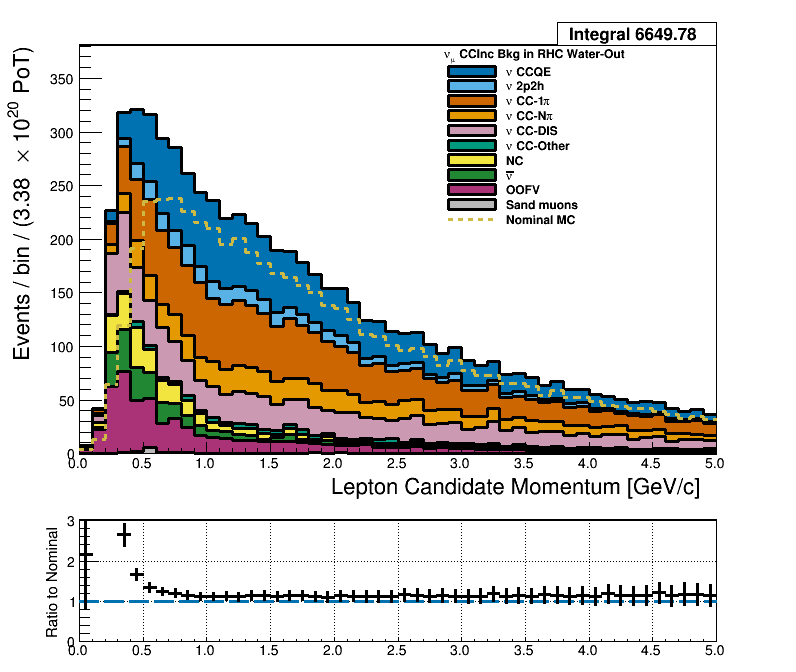 Integral 6649.78
ν_μ CCInc Bkg in RHC Water-Out
ν CCQE
ν 2p2h
ν CC-1π
ν CC-Nπ
ν CC-DIS
ν CC-Other
NC
ν̅
OOFV
Sand muons
Nominal MC
Events / bin / (3.38 × 10^20 PoT)
350
300
250
200
150
100
50
0
0.0 0.5 1.0 1.5 2.0 2.5 3.0 3.5 4.0 4.5 5.0
Lepton Candidate Momentum [GeV/c]
Ratio to Nominal
3
2
1
0
0.0 0.5 1.0 1.5 2.0 2.5 3.0 3.5 4.0 4.5 5.0